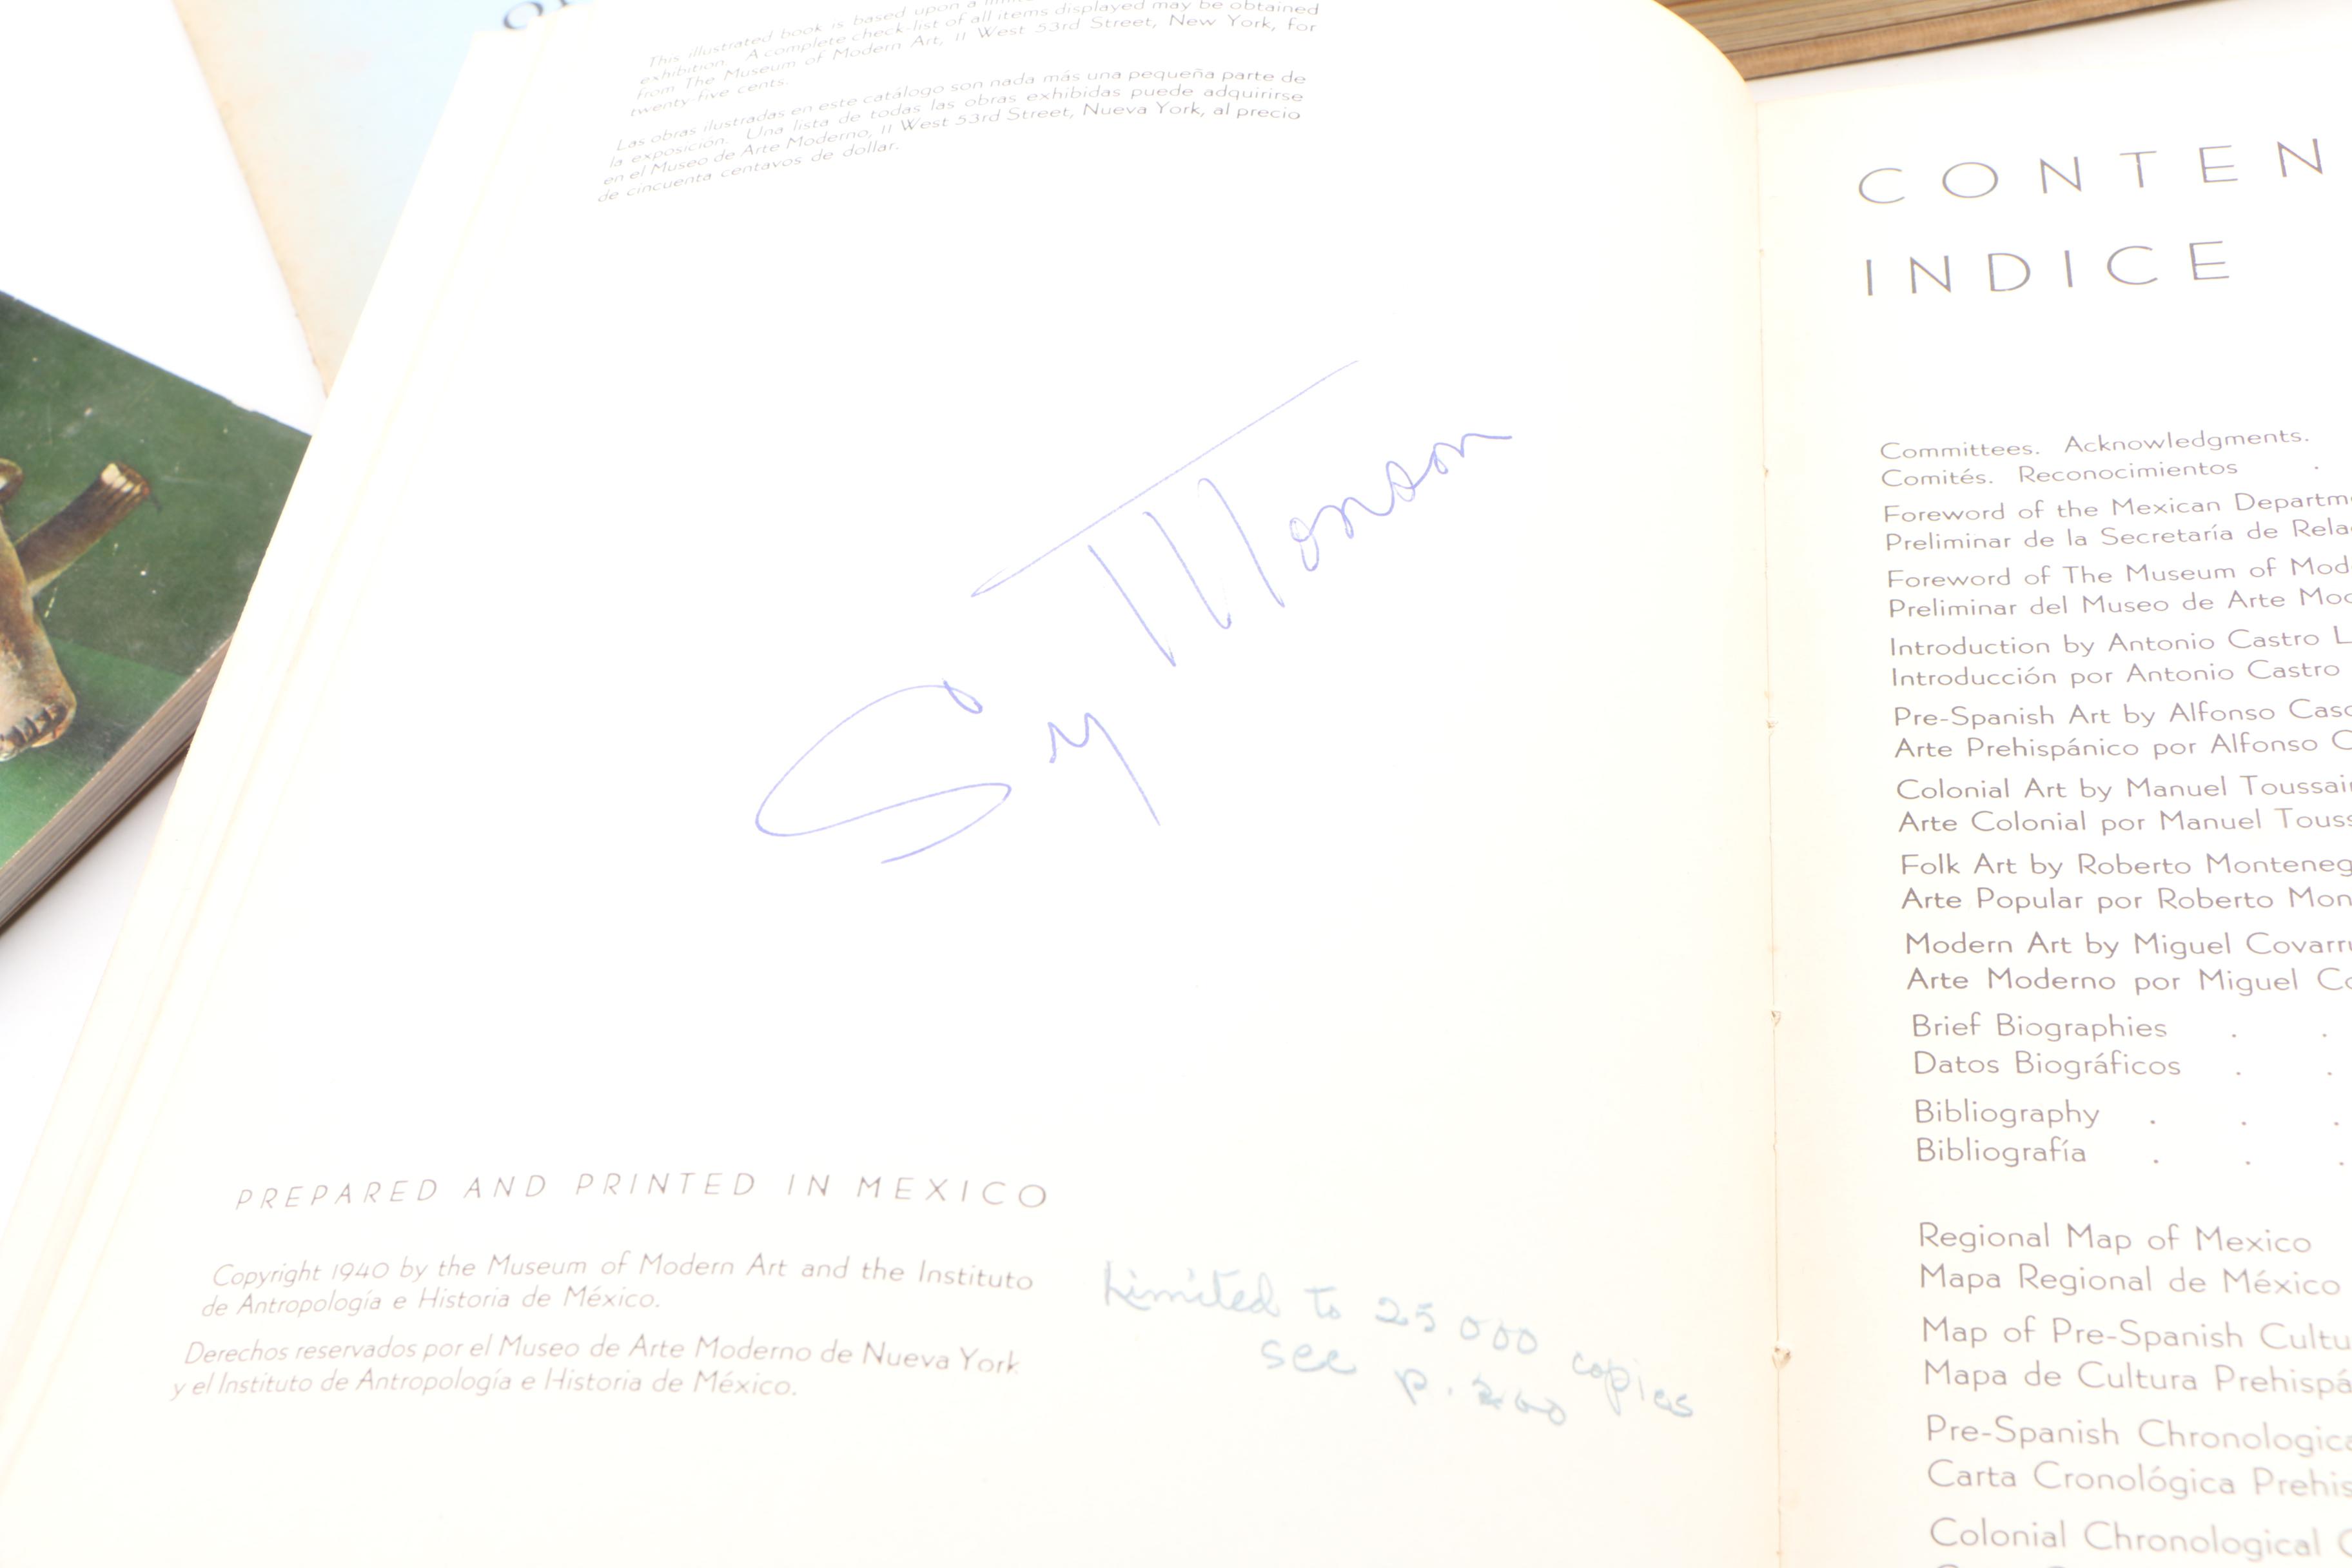 This illustrated book is based upon a
exhibition. A complete check-list of all items displayed may be obtained
from The Museum of Modern Art, 11 West 53rd Street, New York, for
twenty-five cents.
Las obras ilustradas en este catálogo son nada más una pequeña parte de
la exposición. Una lista de todas las obras exhibidas puede adquirirse
en el Museo de Arte Moderno, 11 West 53rd Street, Nueva York, al precio
de cincuenta centavos de dollar.
Sy Monson
PREPARED AND PRINTED IN MEXICO
Copyright 1940 by the Museum of Modern Art and the Instituto
de Antropología e Historia de México.
Derechos reservados por el Museo de Arte Moderno de Nueva York
y el Instituto de Antropología e Historia de México.
Limited to 25000 copies
see p. 200
CONTEN
INDICE
Committees. Acknowledgments.
Comités. Reconocimientos .
Foreword of the Mexican Departm
Preliminar de la Secretaría de Rela
Foreword of The Museum of Mod
Preliminar del Museo de Arte Mod
Introduction by Antonio Castro L
Introducción por Antonio Castro
Pre-Spanish Art by Alfonso Caso
Arte Prehispánico por Alfonso C
Colonial Art by Manuel Toussain
Arte Colonial por Manuel Touss
Folk Art by Roberto Monteneg
Arte Popular por Roberto Mon
Modern Art by Miguel Covarru
Arte Moderno por Miguel Co
Brief Biographies . .
Datos Biográficos . .
Bibliography . . .
Bibliografía . . .
Regional Map of Mexico
Mapa Regional de México
Map of Pre-Spanish Cultu
Mapa de Cultura Prehispá
Pre-Spanish Chronologica
Carta Cronológica Prehis
Colonial Chronological C